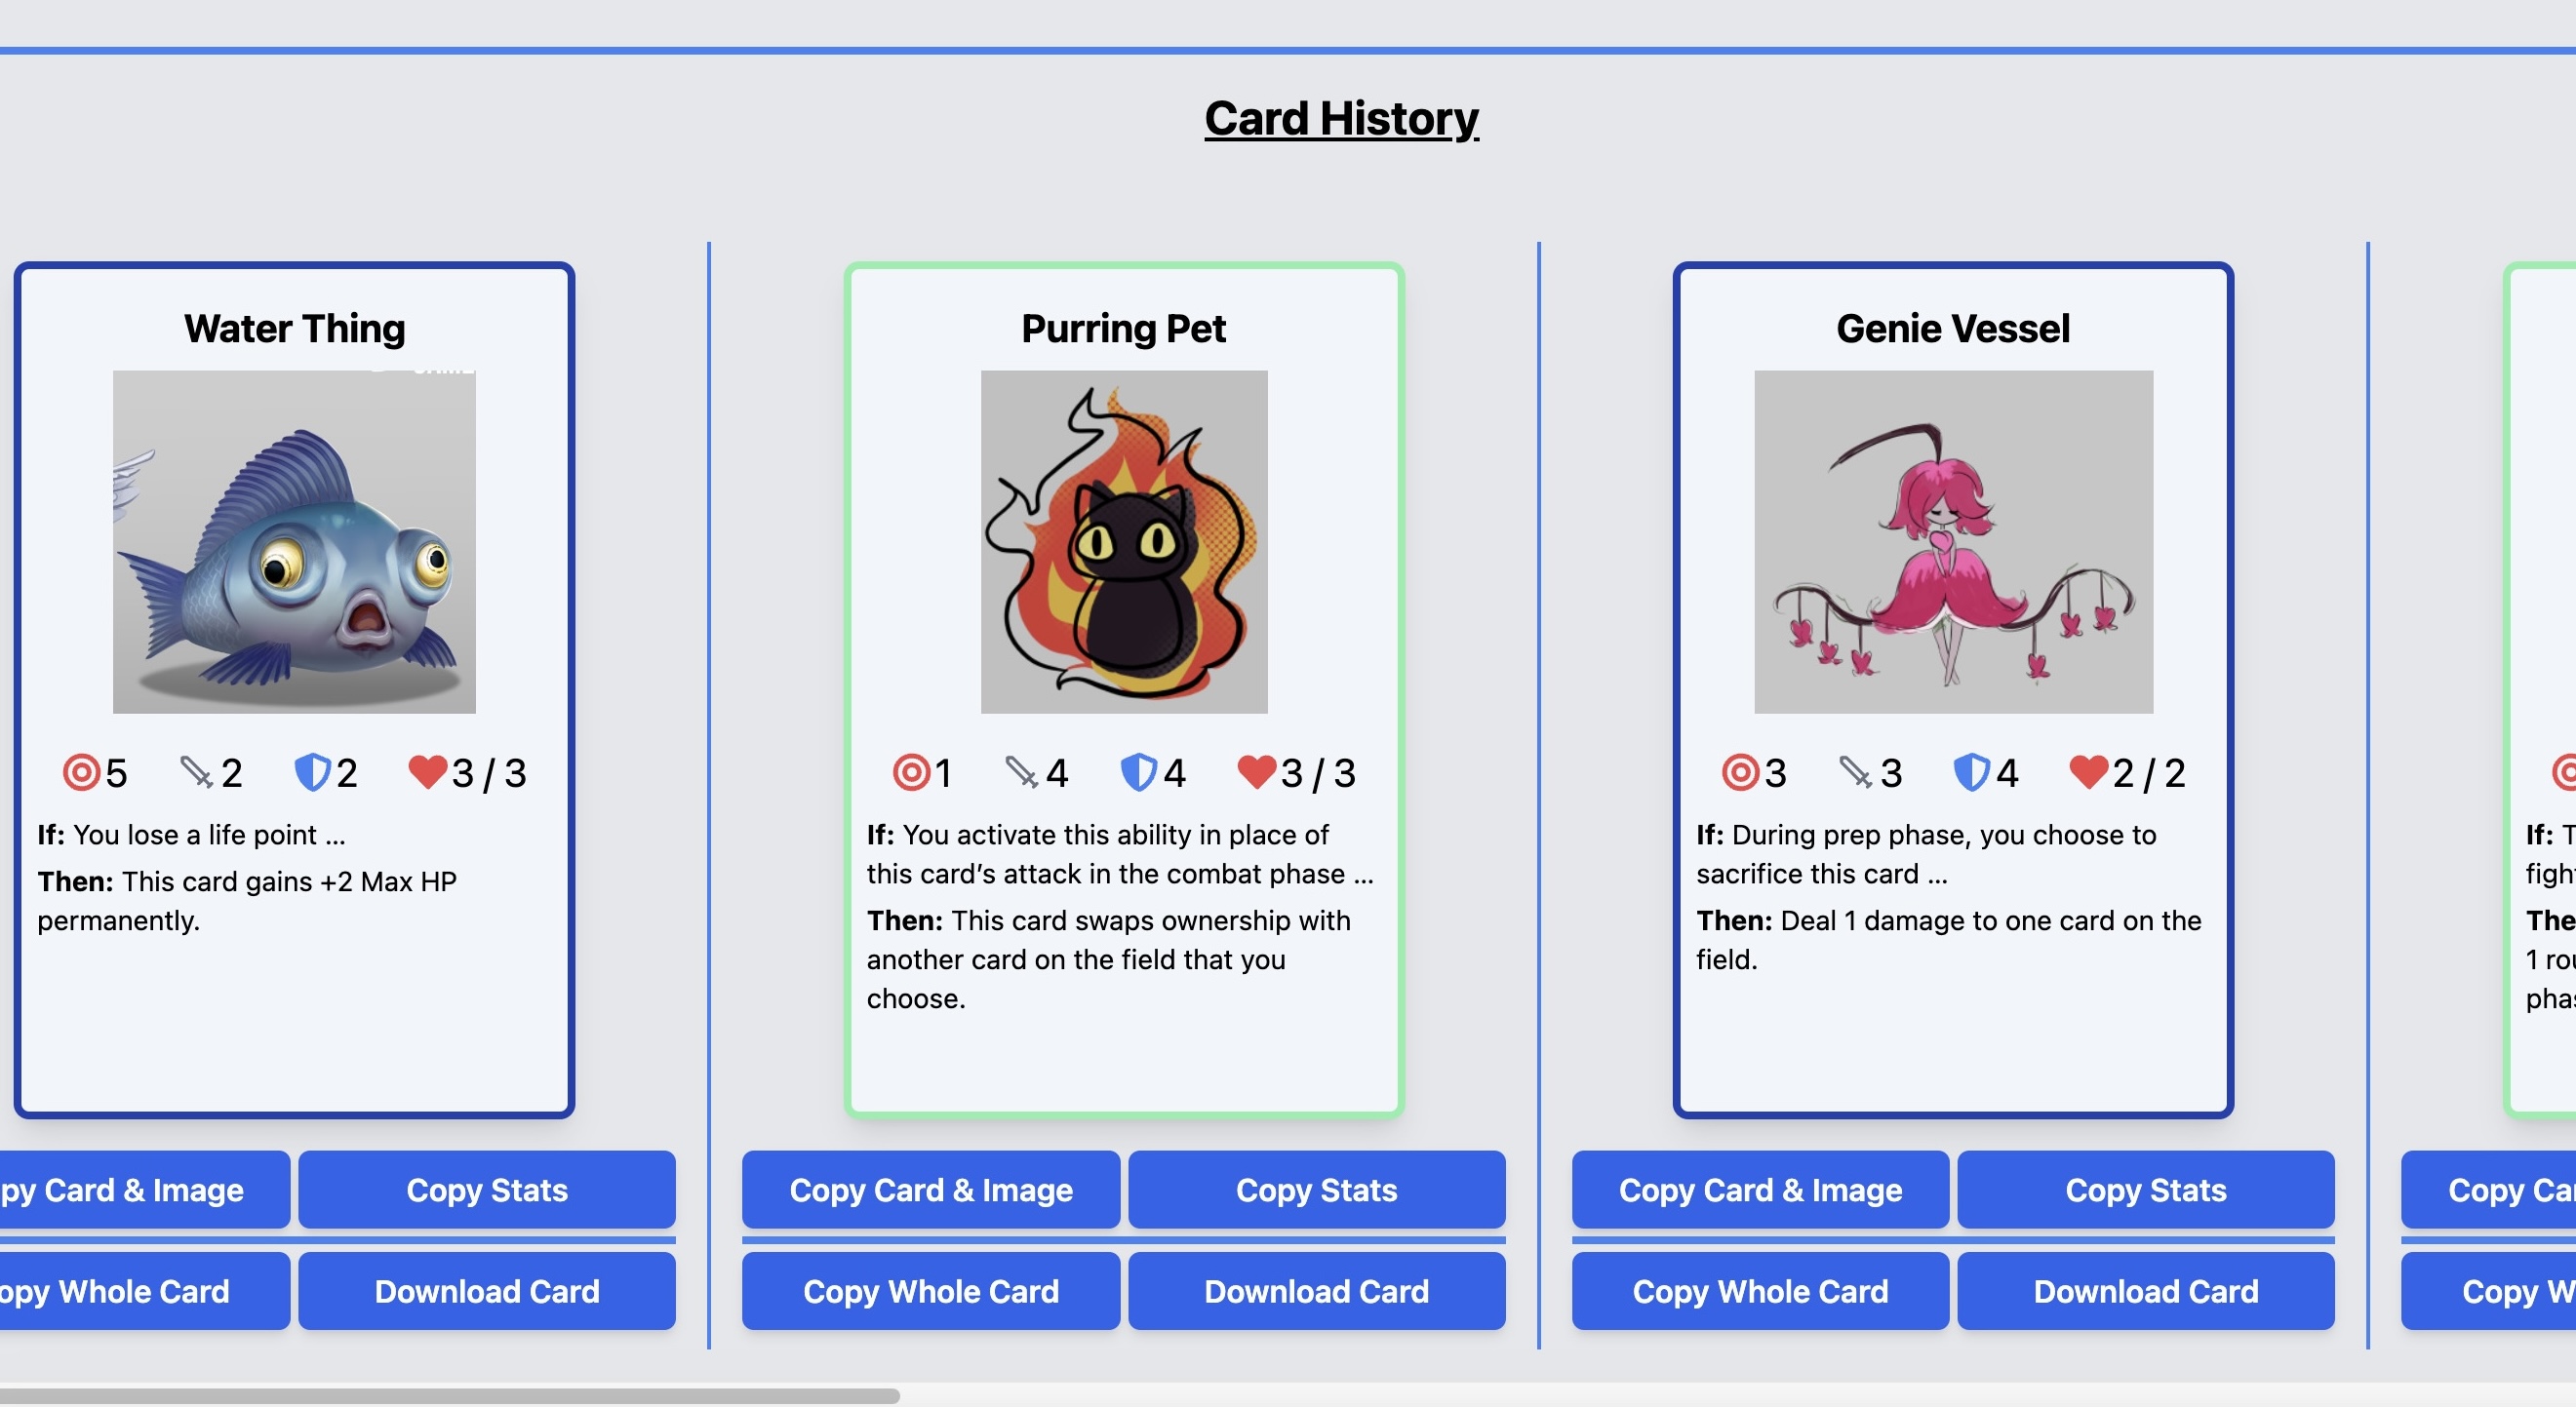 Card History
Water Thing
5 2 2 3 / 3
If: You lose a life point ...
Then: This card gains +2 Max HP
permanently.
py Card & Image
Copy Stats
opy Whole Card
Download Card
Purring Pet
1 4 4 3 / 3
If: You activate this ability in place of
this card’s attack in the combat phase ...
Then: This card swaps ownership with
another card on the field that you
choose.
Copy Card & Image
Copy Stats
Copy Whole Card
Download Card
Genie Vessel
3 3 4 2 / 2
If: During prep phase, you choose to
sacrifice this card ...
Then: Deal 1 damage to one card on the
field.
Copy Card & Image
Copy Stats
Copy Whole Card
Download Card
If: T
figh
The
1 rou
phas
Copy Ca
Copy W